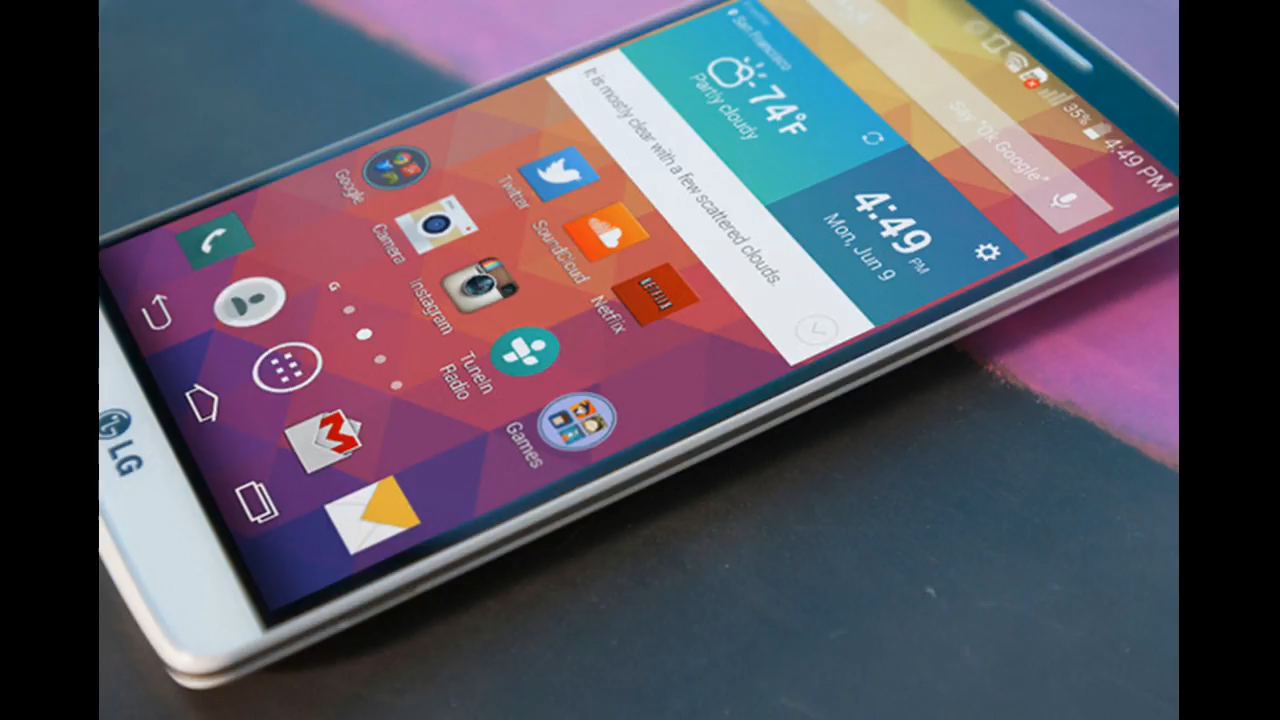 35% 4:49 PM
Say "Ok Google"
San Francisco
74°F
Partly cloudy
4:49 PM
Mon, Jun 9
It is mostly clear with a few scattered clouds.
Google
Twitter
Camera
SoundCloud
Instagram
NETFLIX
Netflix
TuneIn
Radio
Games
LG